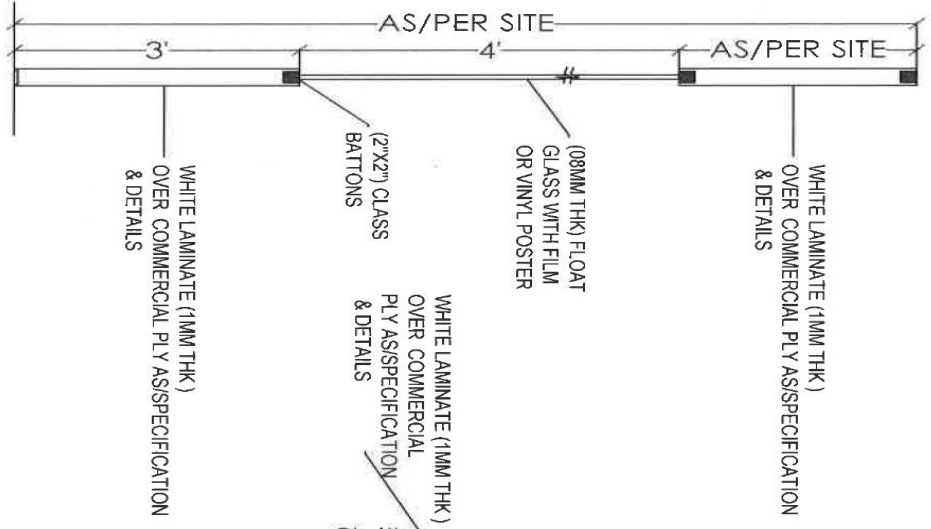 AS/PER SITE
3'
4'
AS/PER SITE
WHITE LAMINATE (1MM THK )
OVER COMMERCIAL PLY AS/SPECIFICATION
& DETAILS
(2"X2") CLASS
BATTONS
(08MM THK) FLOAT
GLASS WITH FILM
OR VINYL POSTER
WHITE LAMINATE (1MM THK )
OVER COMMERCIAL PLY AS/SPECIFICATION
& DETAILS
WHITE LAMINATE (1MM THK )
OVER COMMERCIAL
PLY AS/SPECIFICATION
& DETAILS